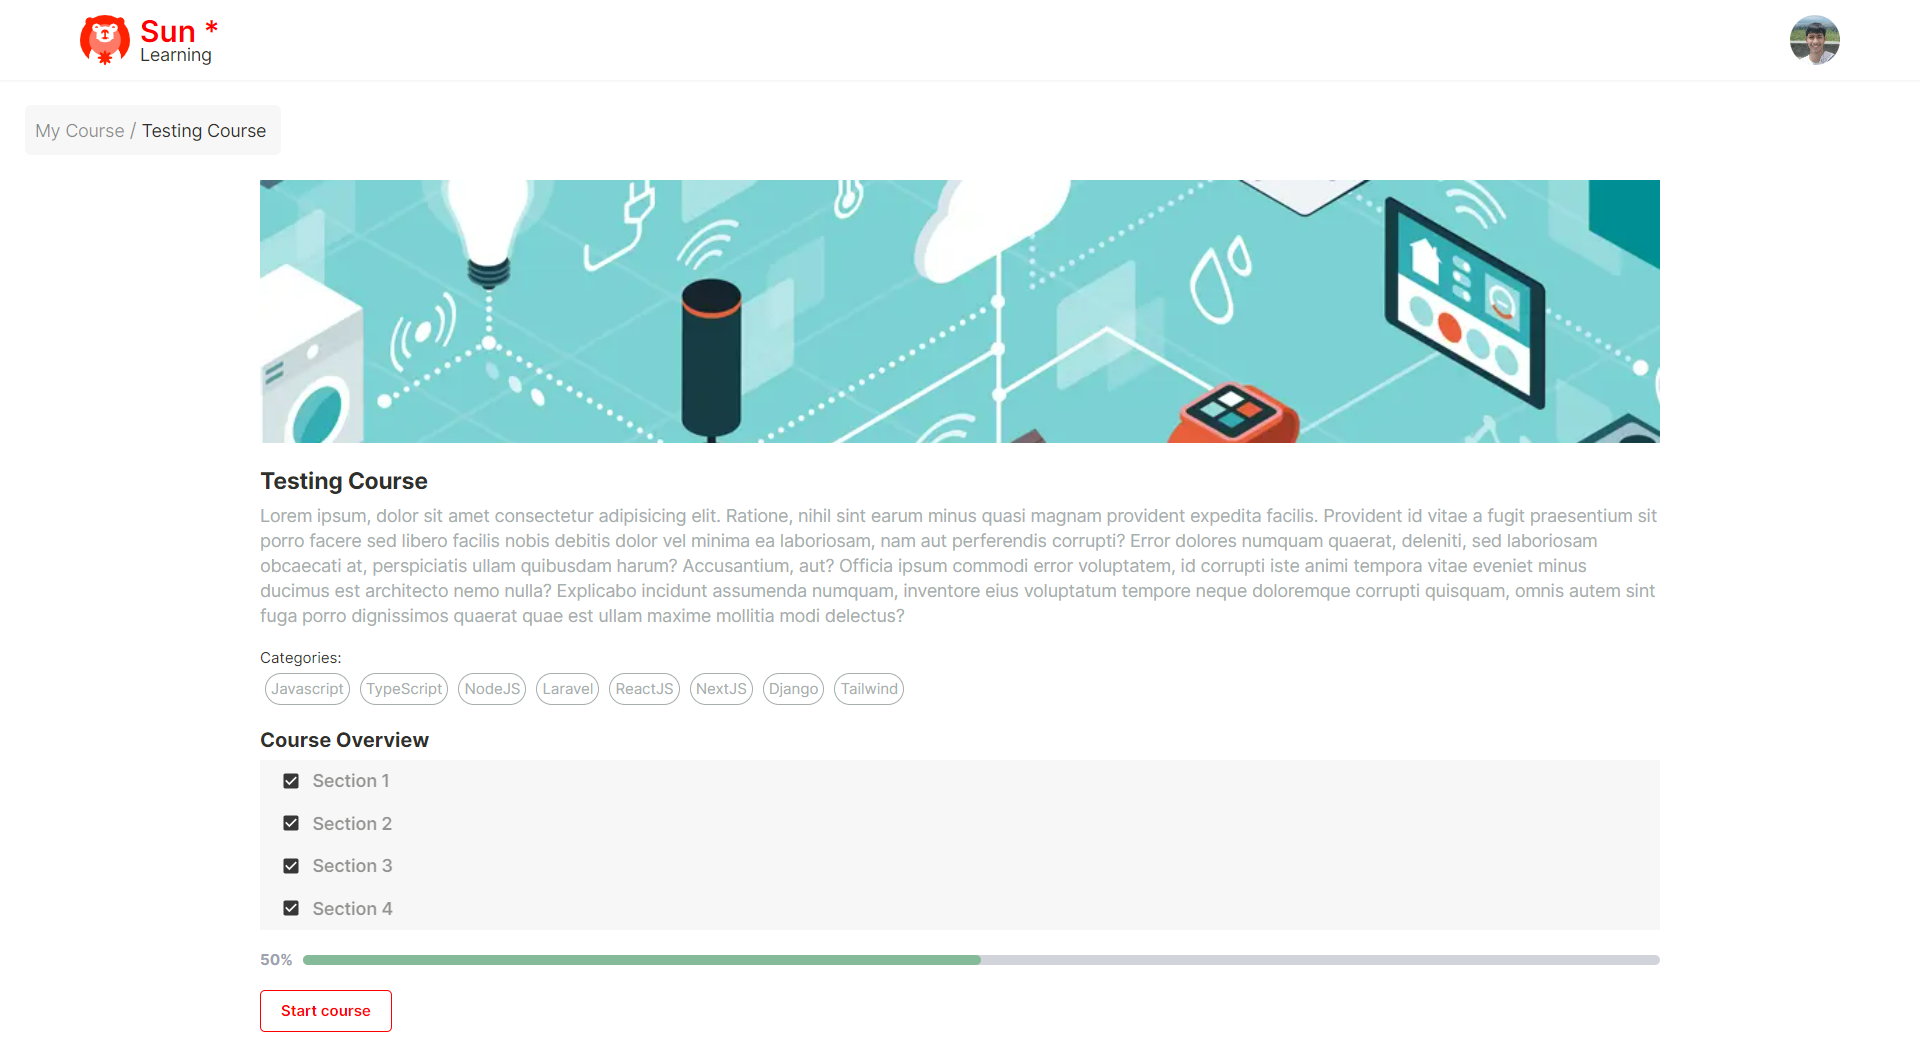 Sun *
Learning
My Course / Testing Course
Testing Course
Lorem ipsum, dolor sit amet consectetur adipisicing elit. Ratione, nihil sint earum minus quasi magnam provident expedita facilis. Provident id vitae a fugit praesentium sit
porro facere sed libero facilis nobis debitis dolor vel minima ea laboriosam, nam aut perferendis corrupti? Error dolores numquam quaerat, deleniti, sed laboriosam
obcaecati at, perspiciatis ullam quibusdam harum? Accusantium, aut? Officia ipsum commodi error voluptatem, id corrupti iste animi tempora vitae eveniet minus
ducimus est architecto nemo nulla? Explicabo incidunt assumenda numquam, inventore eius voluptatum tempore neque doloremque corrupti quisquam, omnis autem sint
fuga porro dignissimos quaerat quae est ullam maxime mollitia modi delectus?
Categories:
Javascript TypeScript NodeJS Laravel ReactJS NextJS Django Tailwind
Course Overview
Section 1
Section 2
Section 3
Section 4
50%
Start course